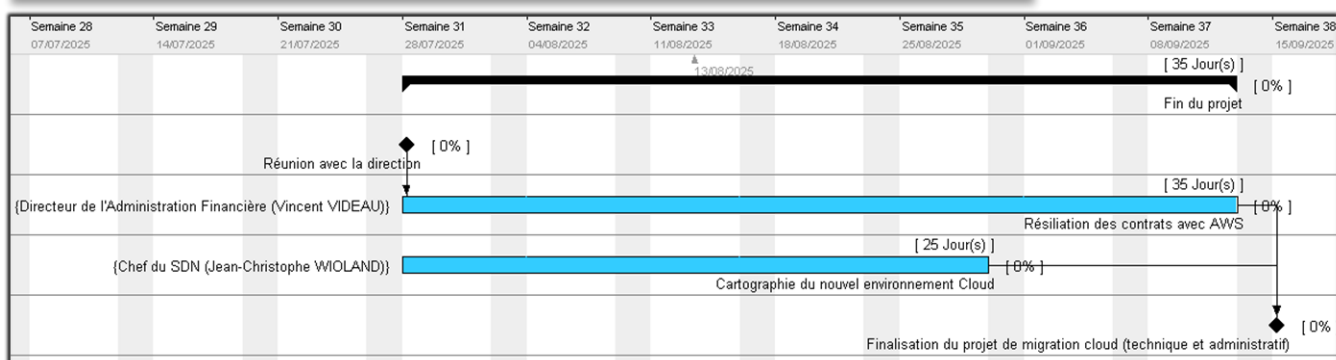 Semaine 28 Semaine 29 Semaine 30 Semaine 31 Semaine 32 Semaine 33 Semaine 34 Semaine 35 Semaine 36 Semaine 37 Semaine 38
07/07/2025 14/07/2025 21/07/2025 28/07/2025 04/08/2025 11/08/2025 18/08/2025 25/08/2025 01/09/2025 08/09/2025 15/09/2025
[ 35 Jour(s) ]
13/08/2025
[ 0% ]
Fin du projet
[ 0% ]
Réunion avec la direction
[ 35 Jour(s) ]
{Directeur de l'Administration Financière (Vincent VIDEAU)} [ 0% ]
Résiliation des contrats avec AWS
[ 25 Jour(s) ]
{Chef du SDN (Jean-Christophe WIOLAND)} [ 0% ]
Cartographie du nouvel environnement Cloud
[ 0%
Finalisation du projet de migration cloud (technique et administratif)